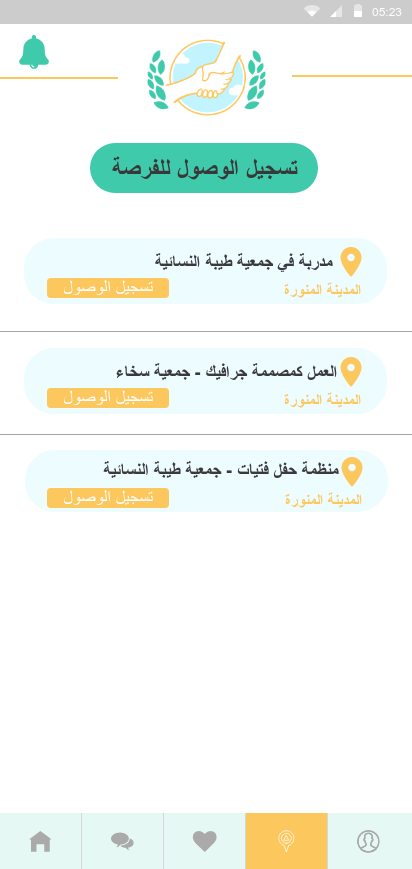 05:23
تسجيل الوصول للفرصة
مدربة في جمعية طيبة النسائية
المدينة المنورة
تسجيل الوصول
العمل كمصممة جرافيك - جمعية سخاء
المدينة المنورة
تسجيل الوصول
منظمة حفل فتيات - جمعية طيبة النسائية
المدينة المنورة
تسجيل الوصول